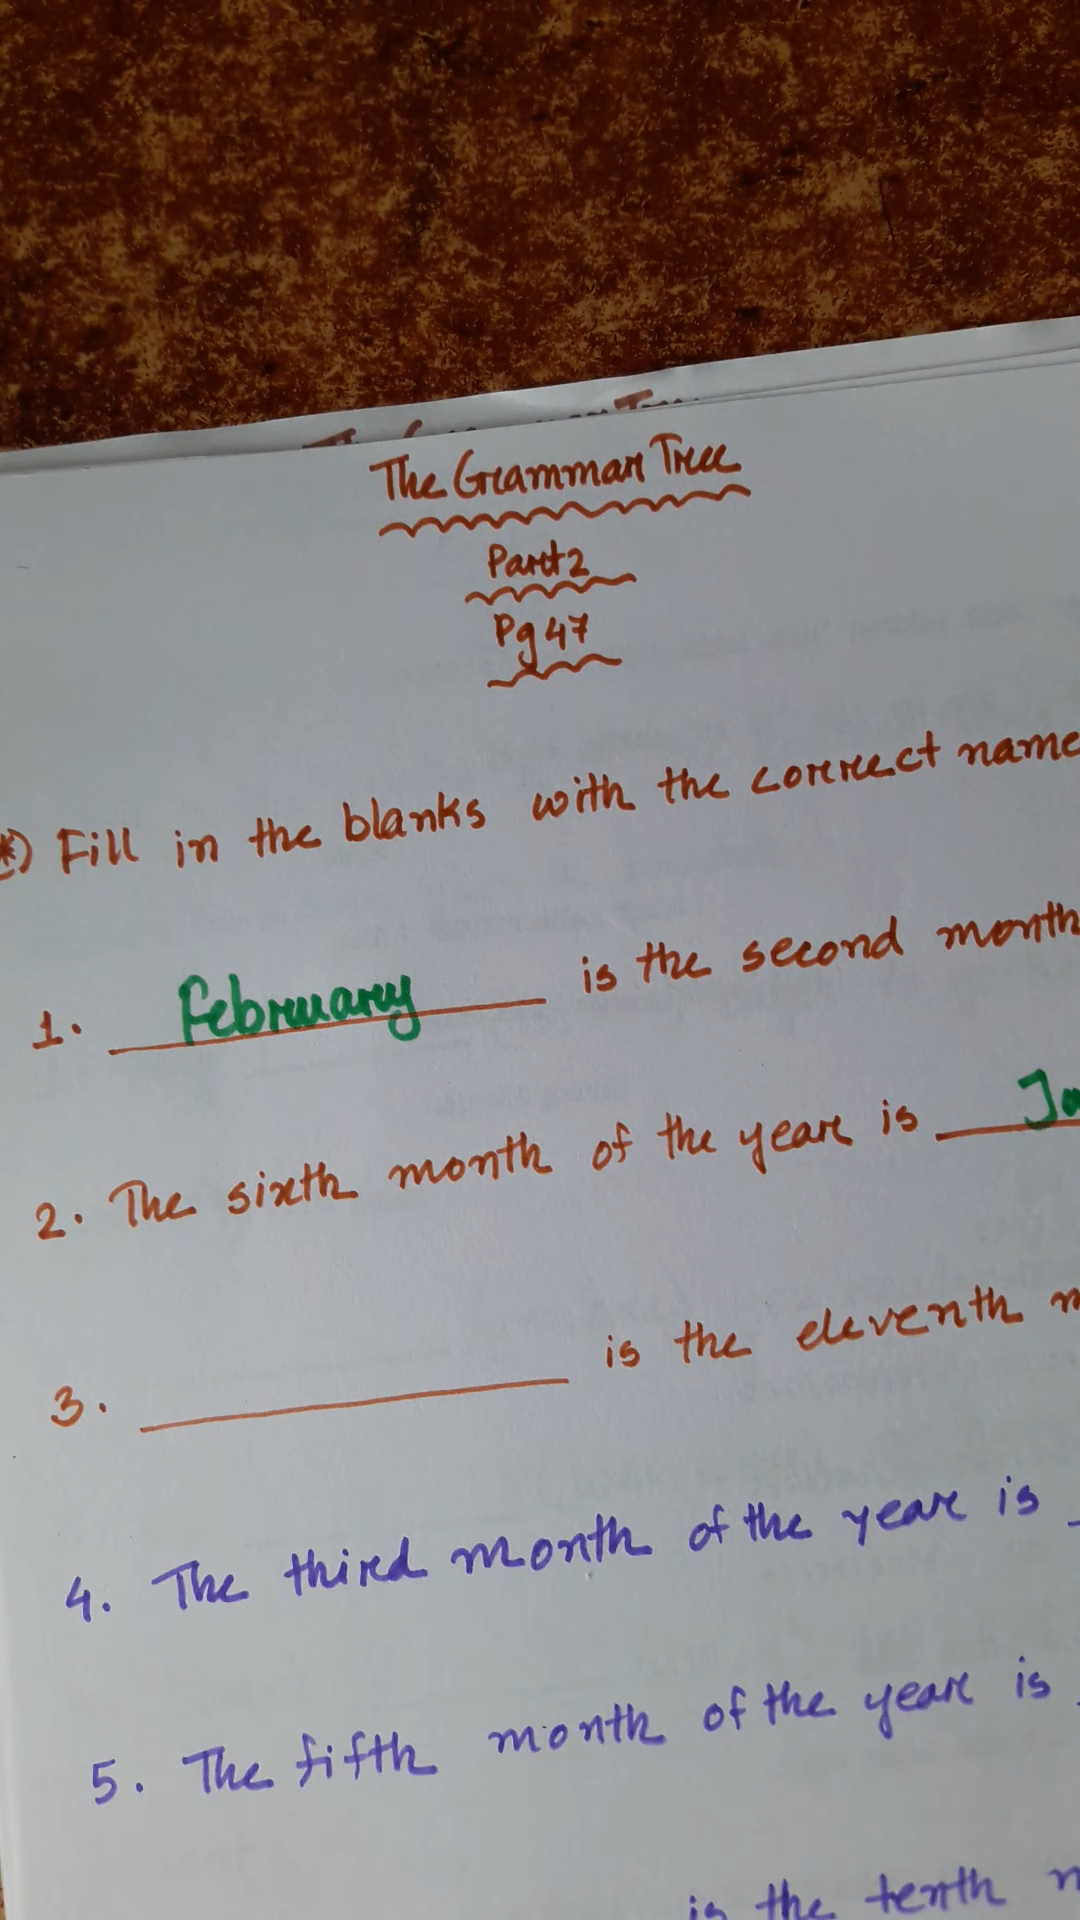 The Grammar Tree
Part 2
Pg 47
*) Fill in the blanks with the correct name
1. February is the second month
2. The sixth month of the year is
3. is the eleventh
4. The third month of the year is
5. The fifth month of the year is
is the tenth